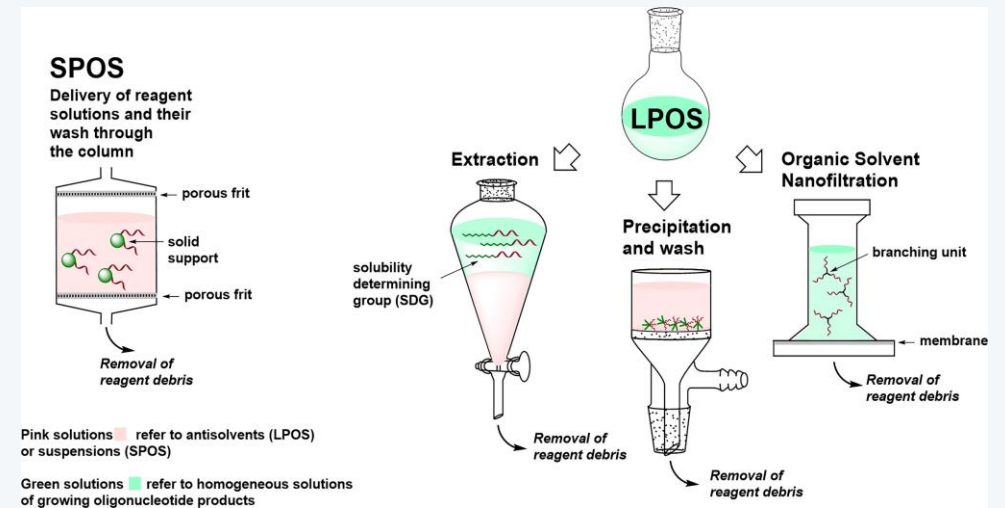 SPOS
Delivery of reagent
solutions and their
wash through
the column
porous frit
solid
support
porous frit
Removal of
reagent debris
LPOS
Extraction
solubility
determining
group (SDG)
Removal of
reagent debris
Precipitation
and wash
Removal of
reagent debris
Organic Solvent
Nanofiltration
branching unit
membrane
Removal of
reagent debris
Pink solutions refer to antisolvents (LPOS)
or suspensions (SPOS)
Green solutions refer to homogeneous solutions
of growing oligonucleotide products